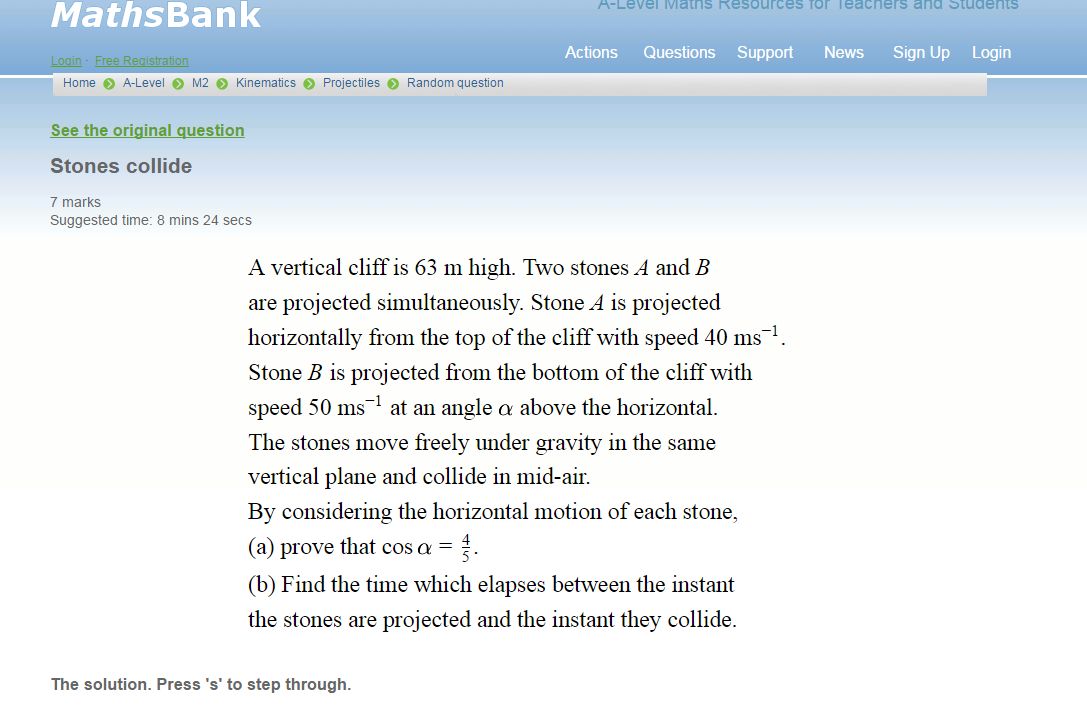 MathsBank
A-Level Maths Resources for Teachers and Students
Actions Questions Support News Sign Up Login
Login · Free Registration
Home A-Level M2 Kinematics Projectiles Random question
See the original question
Stones collide
7 marks
Suggested time: 8 mins 24 secs
A vertical cliff is 63 m high. Two stones A and B
are projected simultaneously. Stone A is projected
horizontally from the top of the cliff with speed 40 ms⁻¹.
Stone B is projected from the bottom of the cliff with
speed 50 ms⁻¹ at an angle α above the horizontal.
The stones move freely under gravity in the same
vertical plane and collide in mid-air.
By considering the horizontal motion of each stone,
(a) prove that cos α = 4/5.
(b) Find the time which elapses between the instant
the stones are projected and the instant they collide.
The solution. Press 's' to step through.